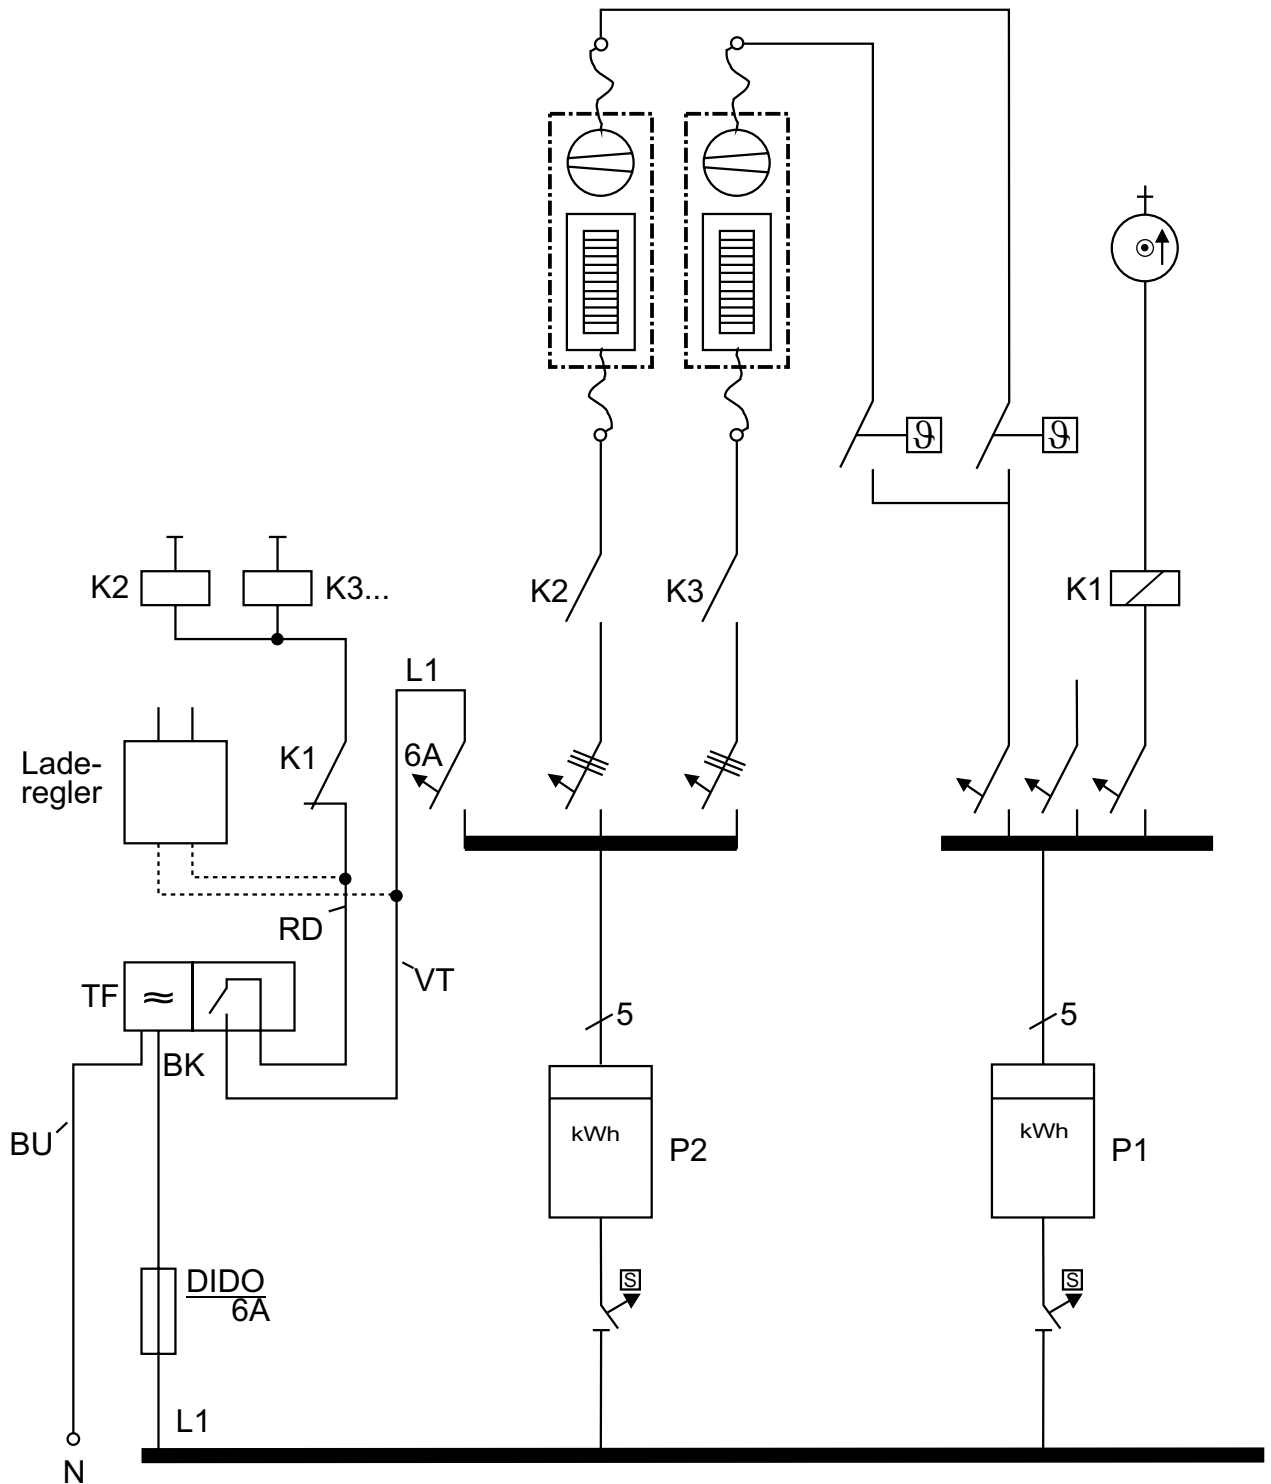 ϑ
ϑ
K2
K3...
K2
K3
K1
L1
Lade-
regler
K1
6A
RD
VT
TF
≈
BK
5
5
BU
kWh
P2
kWh
P1
DIDO
6A
S
S
L1
N